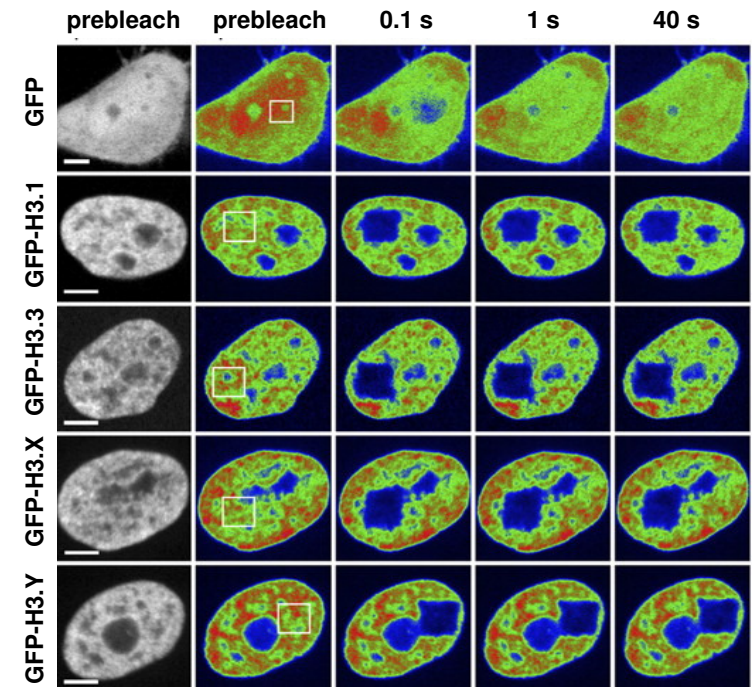 prebleach prebleach 0.1 s 1 s 40 s
GFP
GFP-H3.1
GFP-H3.3
GFP-H3.X
GFP-H3.Y